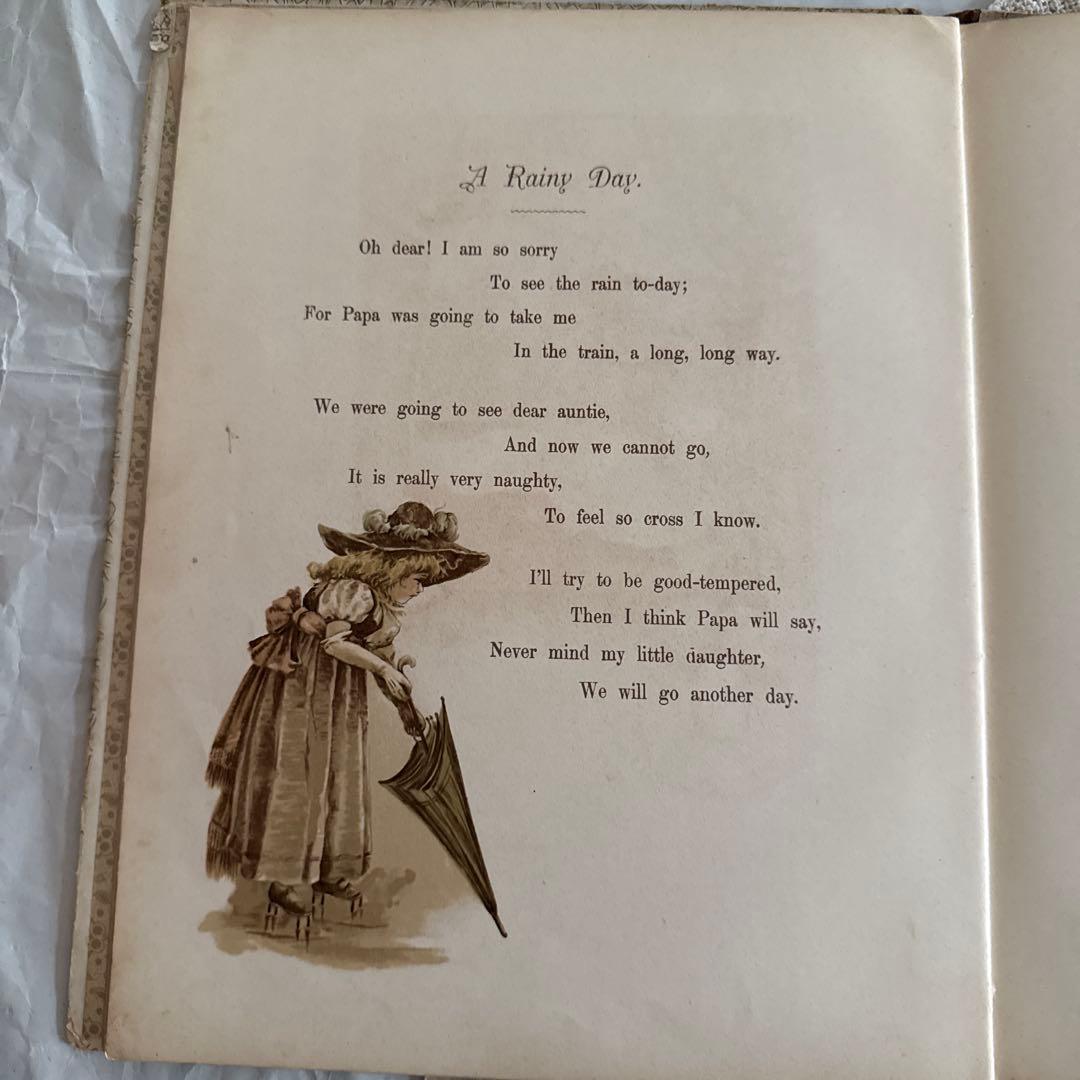 A Rainy Day.
Oh dear! I am so sorry
To see the rain to-day;
For Papa was going to take me
In the train, a long, long way.
We were going to see dear auntie,
And now we cannot go,
It is really very naughty,
To feel so cross I know.
I'll try to be good-tempered,
Then I think Papa will say,
Never mind my little daughter,
We will go another day.